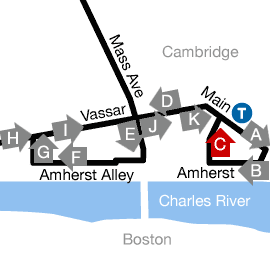 Cambridge
Mass Ave
Main
T
Vassar
D
K
A
H
I
E
J
C
G
F
B
Amherst Alley
Amherst
Charles River
Boston